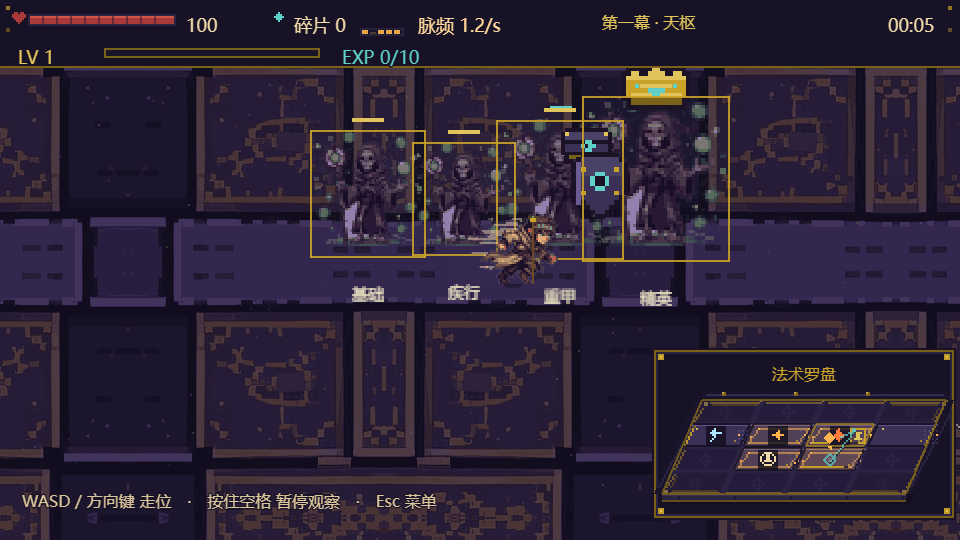 100
碎片 0
脉频 1.2/s
第一幕 · 天枢
00:05
LV 1
EXP 0/10
基础
疾行
重甲
精英
法术罗盘
WASD / 方向键 走位 · 按住空格 暂停观察 · Esc 菜单